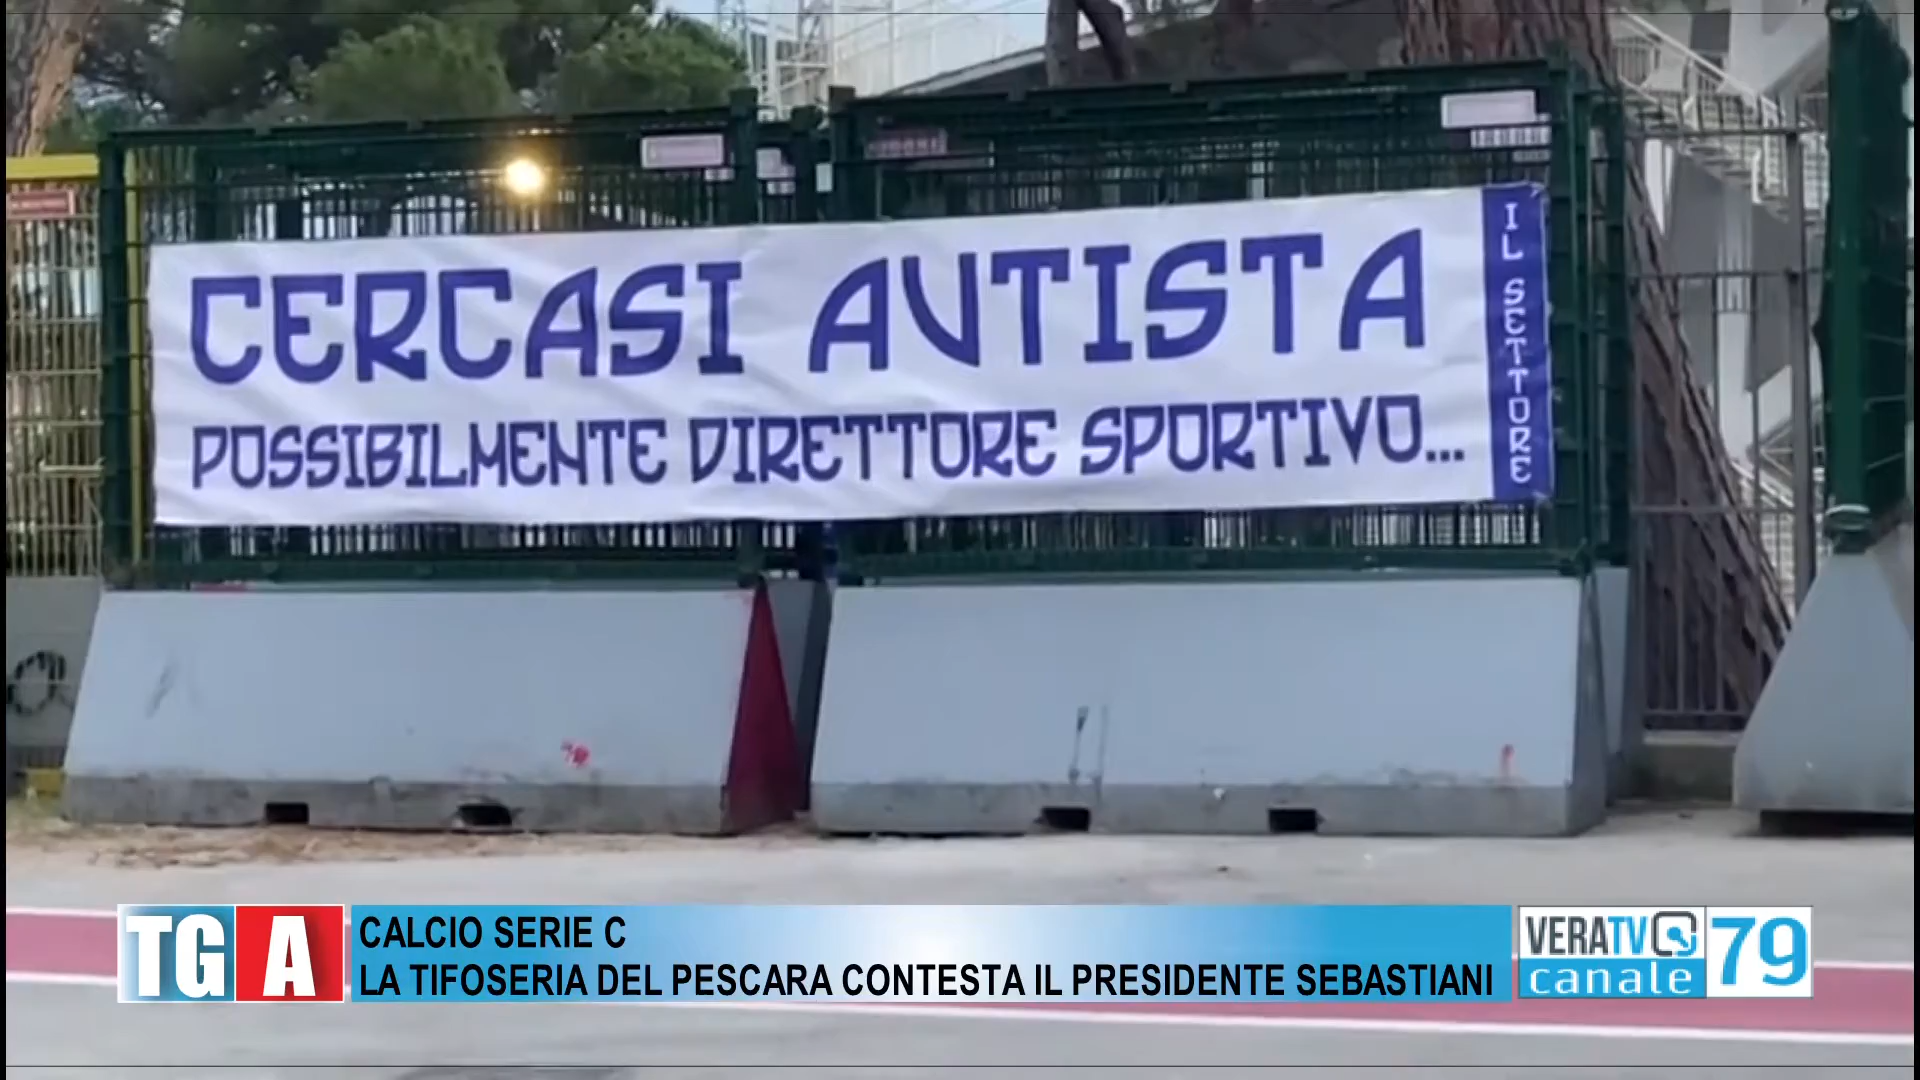 CERCASI AUTISTA
POSSIBILMENTE DIRETTORE SPORTIVO...
IL SETTORE
TGA
CALCIO SERIE C
LA TIFOSERIA DEL PESCARA CONTESTA IL PRESIDENTE SEBASTIANI
VERATV
canale
79